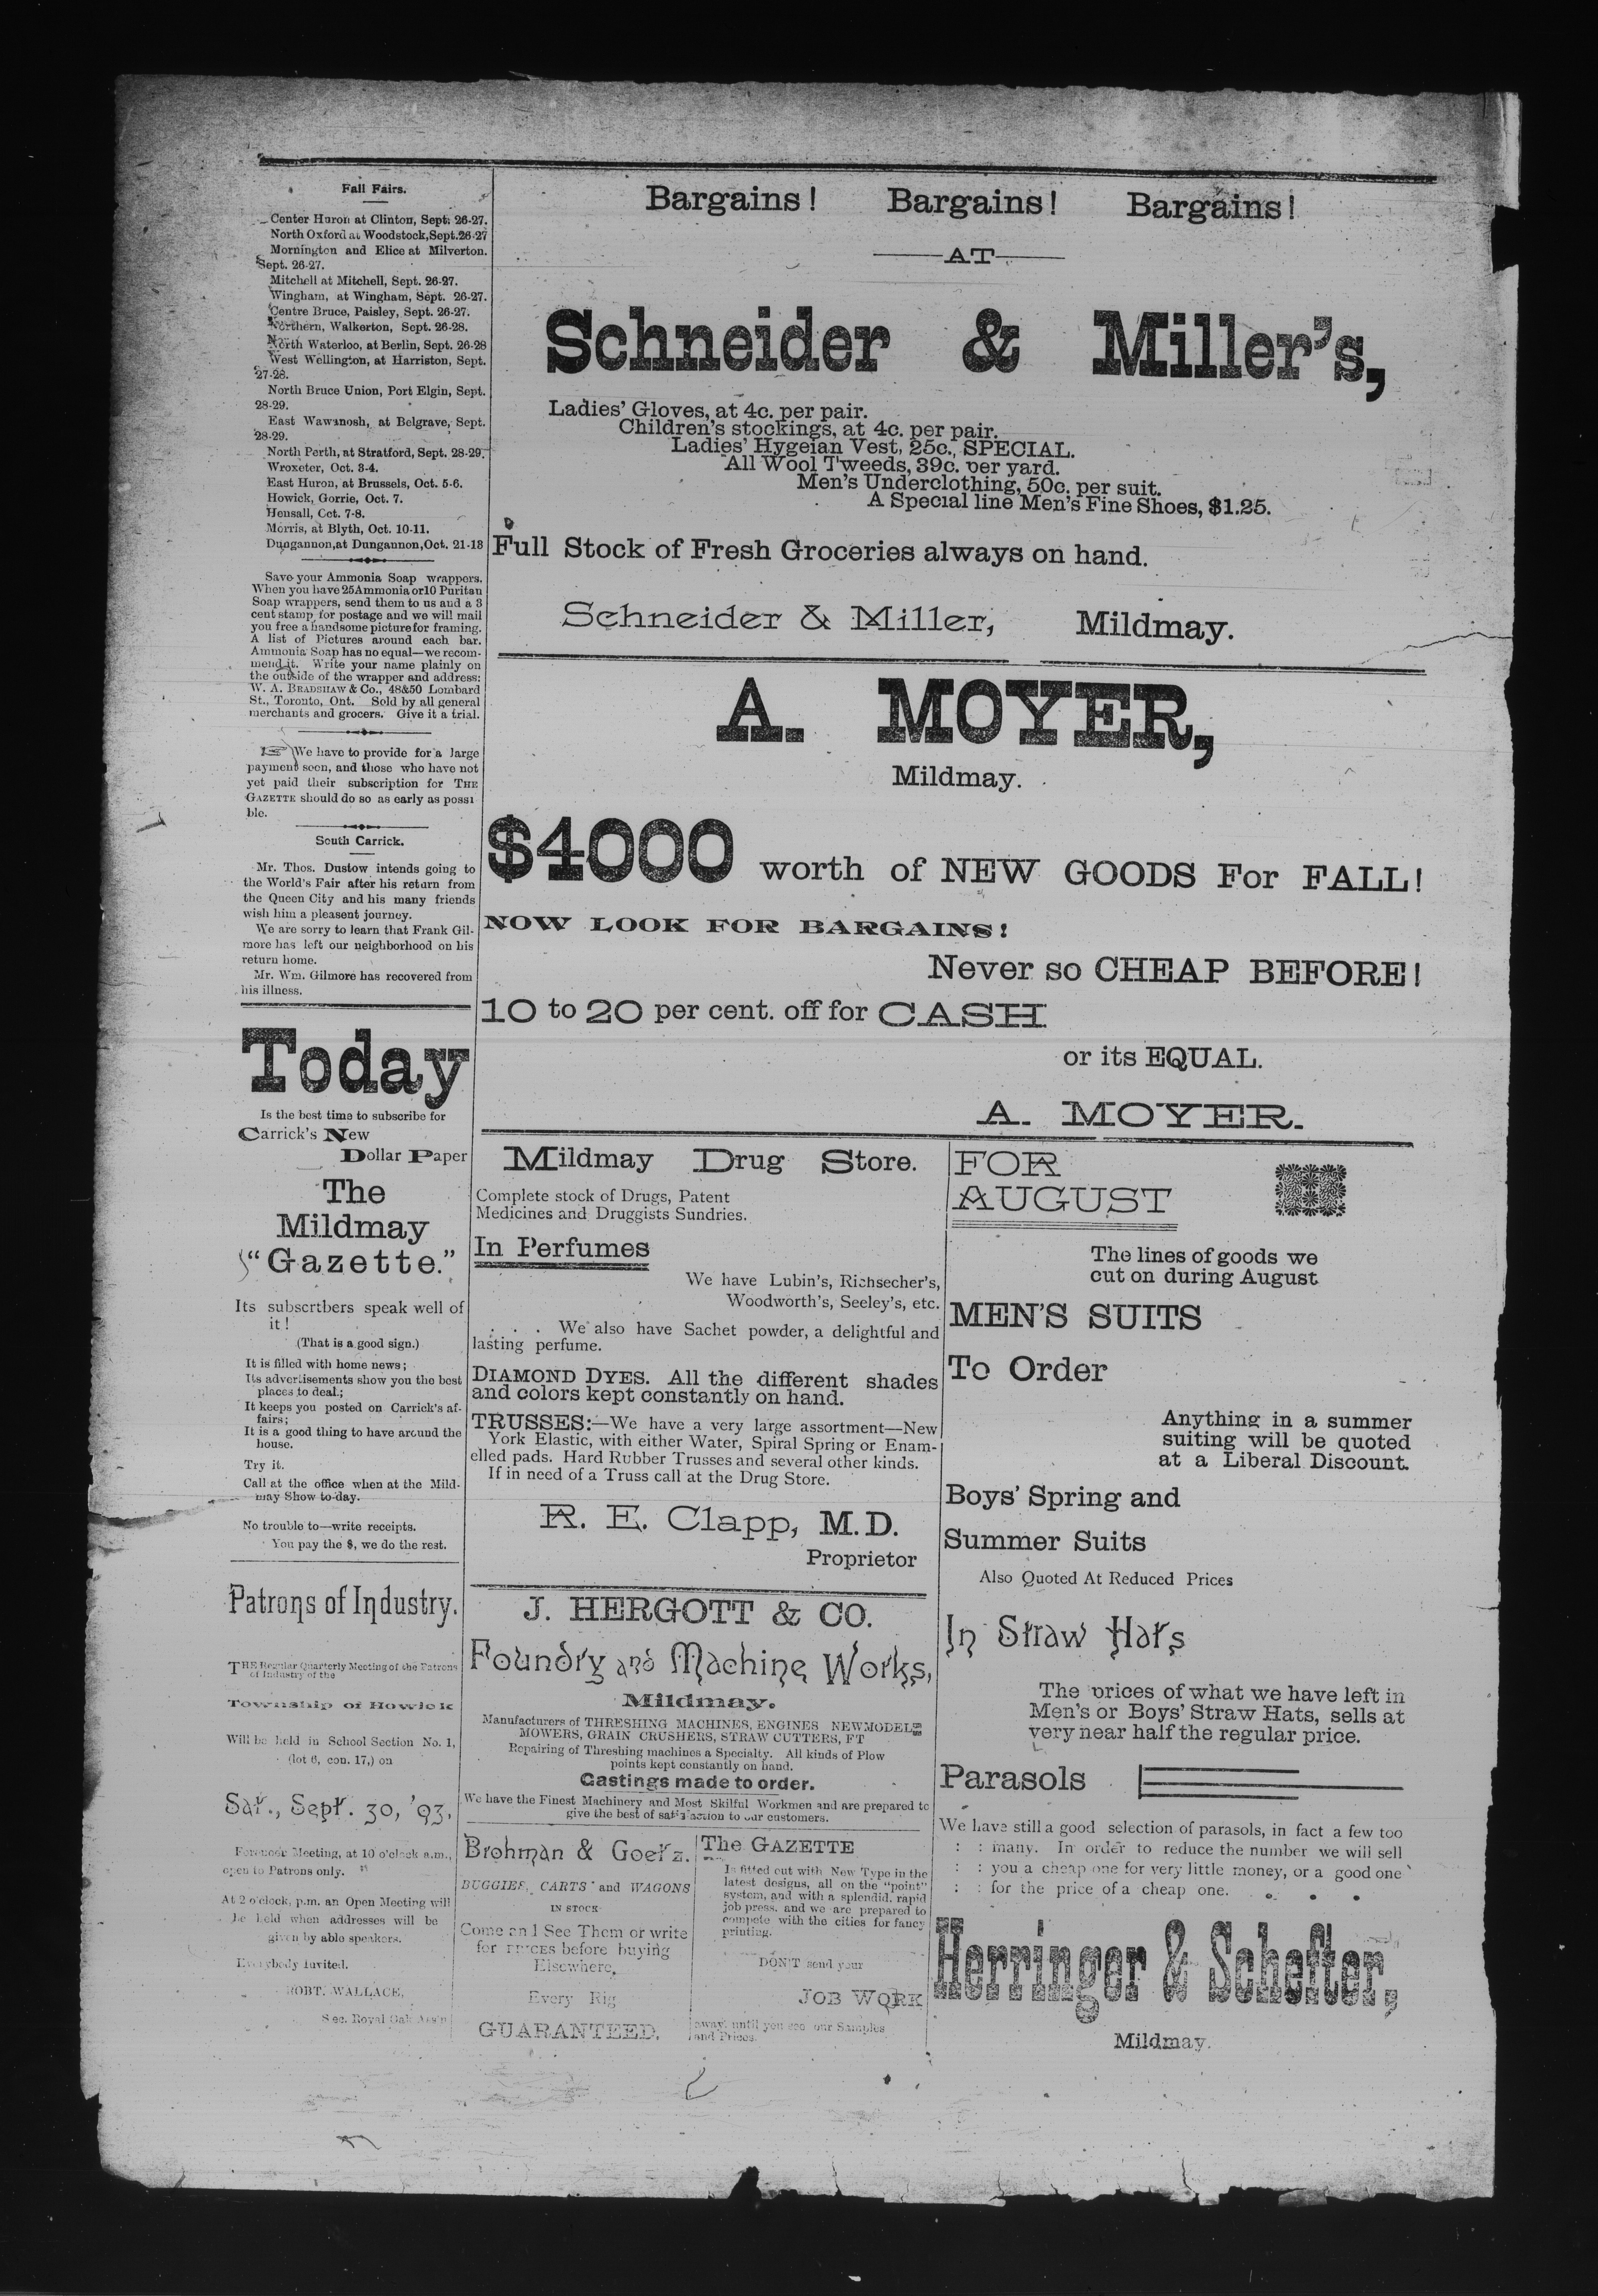 Fall Fairs.
Center Huron at Clinton, Sept. 26-27.
North Oxford at Woodstock, Sept. 26-27
Mornington and Elice at Milverton.
Sept. 26-27.
Mitchell at Mitchell, Sept. 26-27.
Wingham, at Wingham, Sept. 26-27.
Centre Bruce, Paisley, Sept. 26-27.
Northern, Walkerton, Sept. 26-28.
North Waterloo, at Berlin, Sept. 26-28
West Wellington, at Harriston, Sept.
27-28.
North Bruce Union, Port Elgin, Sept.
28-29.
East Wawanosh, at Belgrave, Sept.
28-29.
North Perth, at Stratford, Sept. 28-29.
Wroxeter, Oct. 3-4.
East Huron, at Brussels, Oct. 5-6.
Howick, Gorrie, Oct. 7.
Hensall, Oct. 7-8.
Morris, at Blyth, Oct. 10-11.
Dungannon, at Dungannon, Oct. 21-13
Save your Ammonia Soap wrappers.
When you have 25 Ammonia or 10 Puritan
Soap wrappers, send them to us and a 3
cent stamp for postage and we will mail
you free a handsome picture for framing.
A list of Pictures around each bar.
Ammonia Soap has no equal—we recom-
mend it. Write your name plainly on
the outside of the wrapper and address:
W. A. BRADSHAW & Co., 48&50 Lombard
St., Toronto, Ont. Sold by all general
merchants and grocers. Give it a trial.
We have to provide for a large
payment soon, and those who have not
yet paid their subscription for THE
GAZETTE should do so as early as possi
ble.
South Carrick.
Mr. Thos. Dustow intends going to
the World's Fair after his return from
the Queen City and his many friends
wish him a pleasent journey.
We are sorry to learn that Frank Gil-
more has left our neighborhood on his
return home.
Mr. Wm. Gilmore has recovered from
his illness.
Today
Is the best time to subscribe for
Carrick's New
Dollar Paper
The
Mildmay
"Gazette."
Its subscrtbers speak well of
it!
(That is a good sign.)
It is filled with home news;
Its advertisements show you the best
places to deal.;
It keeps you posted on Carrick's af-
fairs;
It is a good thing to have around the
house.
Try it.
Call at the office when at the Mild-
may Show to-day.
No trouble to—write receipts.
You pay the $, we do the rest.
Patrons of Industry.
THE Regular Quarterly Meeting of the Patrons
of Industry of the
Township of Howick
Will be held in School Section No. 1,
(lot 6, con. 17,) on
Sat., Sept. 30, '93,
Forenoon Meeting, at 10 o'clock a.m.,
open to Patrons only.
At 2 o'clock, p.m. an Open Meeting will
be held when addresses will be
given by able speakers.
Everybody Invited.
ROBT. WALLACE,
Sec. Royal Oak Ass'n
Bargains! Bargains! Bargains!
AT
Schneider & Miller's,
Ladies' Gloves, at 4c. per pair.
Children's stockings, at 4c. per pair.
Ladies' Hygeian Vest, 25c., SPECIAL.
All Wool Tweeds, 39c. per yard.
Men's Underclothing, 50c. per suit.
A Special line Men's Fine Shoes, $1.25.
Full Stock of Fresh Groceries always on hand.
Schneider & Miller, Mildmay.
A. MOYER,
Mildmay.
$4000 worth of NEW GOODS For FALL!
NOW LOOK FOR BARGAINS!
Never so CHEAP BEFORE!
10 to 20 per cent. off for CASH
or its EQUAL.
A. MOYER.
Mildmay Drug Store.
Complete stock of Drugs, Patent
Medicines and Druggists Sundries.
In Perfumes
We have Lubin's, Richsecher's,
Woodworth's, Seeley's, etc.
. . . We also have Sachet powder, a delightful and
lasting perfume.
DIAMOND DYES. All the different shades
and colors kept constantly on hand.
TRUSSES:—We have a very large assortment—New
York Elastic, with either Water, Spiral Spring or Enam-
elled pads. Hard Rubber Trusses and several other kinds.
If in need of a Truss call at the Drug Store.
R. E. Clapp, M.D.
Proprietor
J. HERGOTT & CO.
Foundry and Machine Works,
Mildmay.
Manufacturers of THRESHING MACHINES, ENGINES NEW MODEL
MOWERS, GRAIN CRUSHERS, STRAW CUTTERS, ET
Repairing of Threshing machines a Specialty. All kinds of Plow
points kept constantly on hand.
Castings made to order.
We have the Finest Machinery and Most Skilful Workmen and are prepared to
give the best of satisfaction to our customers.
Brohman & Goetz.
BUGGIES, CARTS and WAGONS
IN STOCK
Come and See Them or write
for PRICES before buying
Elsewhere.
Every Rig
GUARANTEED.
The GAZETTE
Is fitted out with New Type in the
latest designs, all on the "point"
system, and with a splendid, rapid
job press, and we are prepared to
compete with the cities for fancy
printing.
DON'T send your
JOB WORK
away until you see our Samples
and Prices.
FOR
AUGUST
The lines of goods we
cut on during August
MEN'S SUITS
To Order
Anything in a summer
suiting will be quoted
at a Liberal Discount.
Boys' Spring and
Summer Suits
Also Quoted At Reduced Prices
In Straw Hats
The prices of what we have left in
Men's or Boys' Straw Hats, sells at
very near half the regular price.
Parasols
We have still a good selection of parasols, in fact a few too
: : many. In order to reduce the number we will sell
: : you a cheap one for very little money, or a good one
: : for the price of a cheap one.
Herringer & Schefter,
Mildmay.